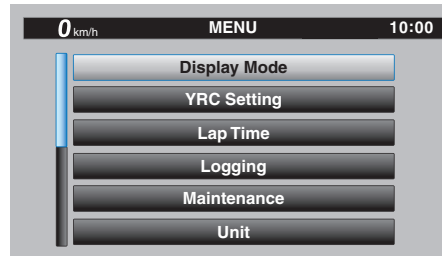 0 km/h MENU 10:00
Display Mode
YRC Setting
Lap Time
Logging
Maintenance
Unit